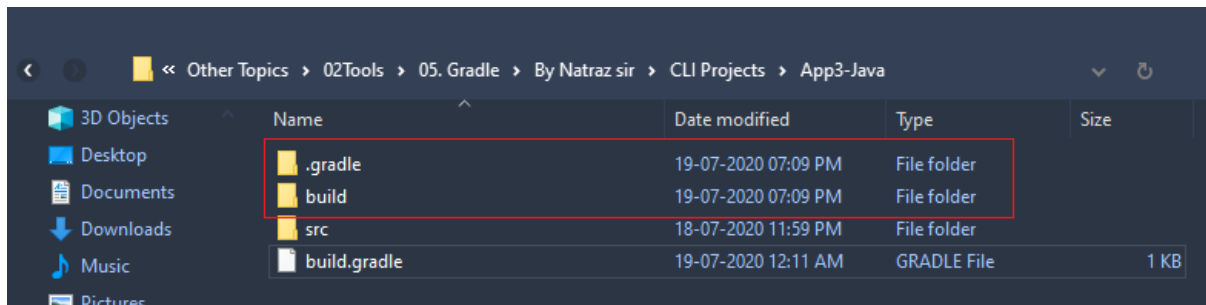 « Other Topics › 02Tools › 05. Gradle › By Natraz sir › CLI Projects › App3-Java
3D Objects Name Date modified Type Size
Desktop .gradle 19-07-2020 07:09 PM File folder
Documents build 19-07-2020 07:09 PM File folder
Downloads src 18-07-2020 11:59 PM File folder
Music build.gradle 19-07-2020 12:11 AM GRADLE File 1 KB
Pictures